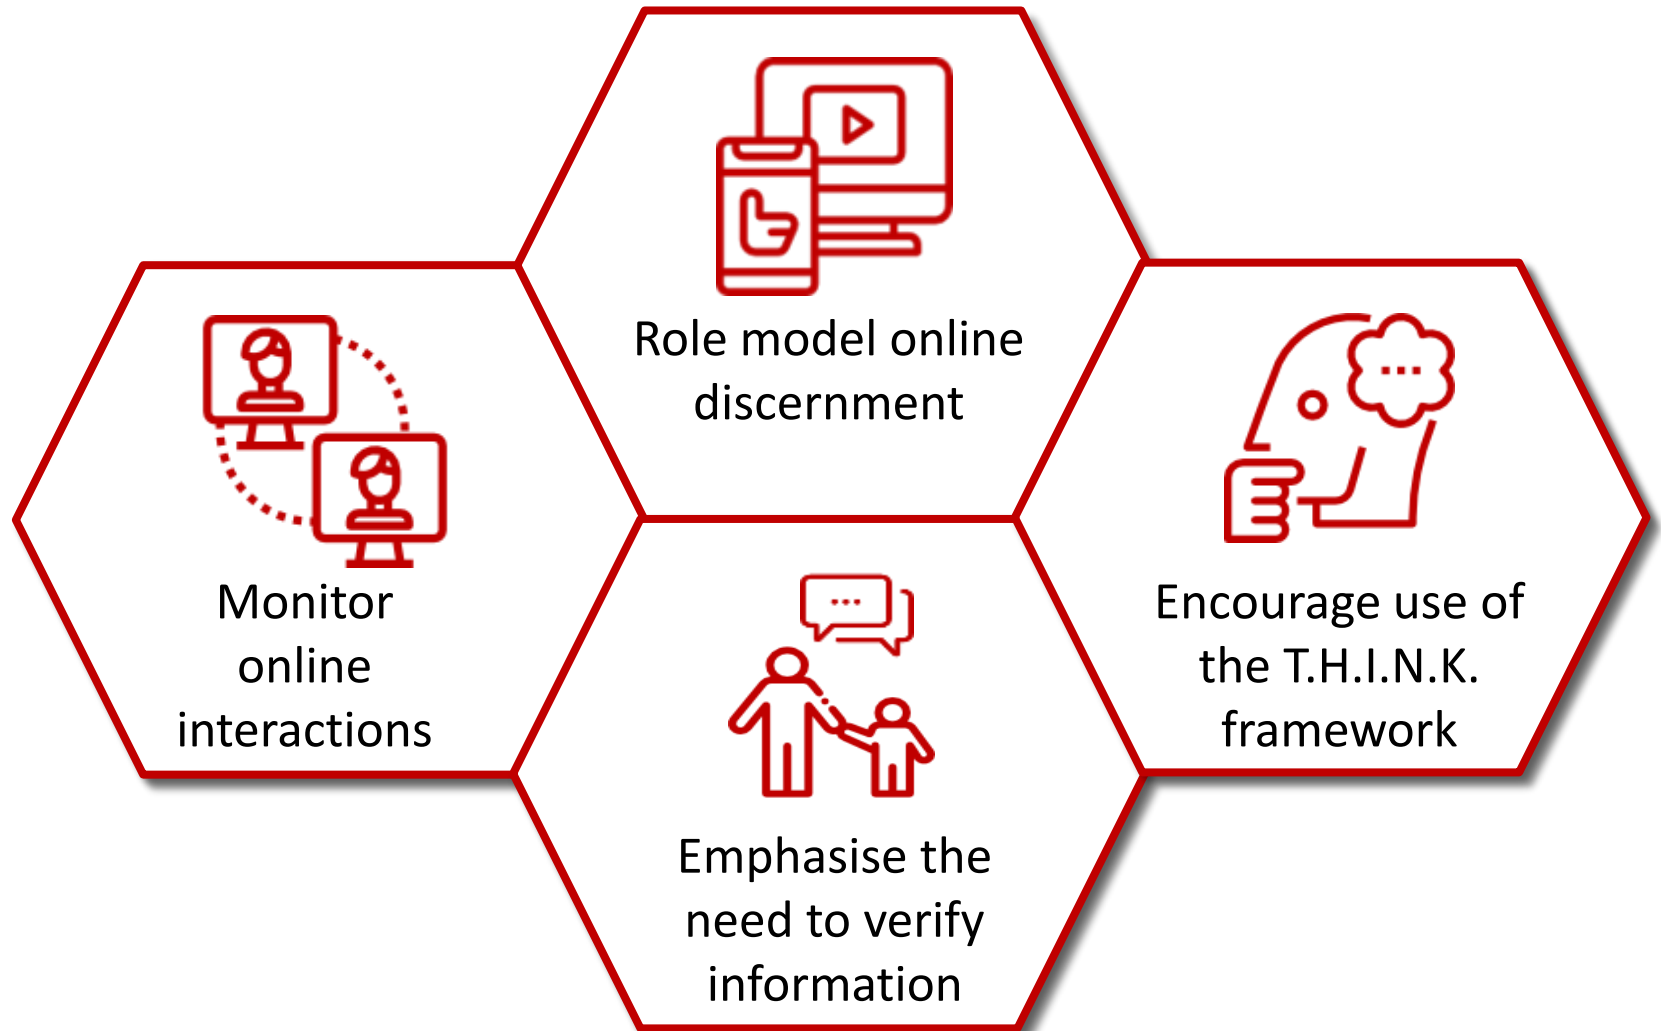 Role model online
discernment
Monitor
online
interactions
Encourage use of
the T.H.I.N.K.
framework
Emphasise the
need to verify
information